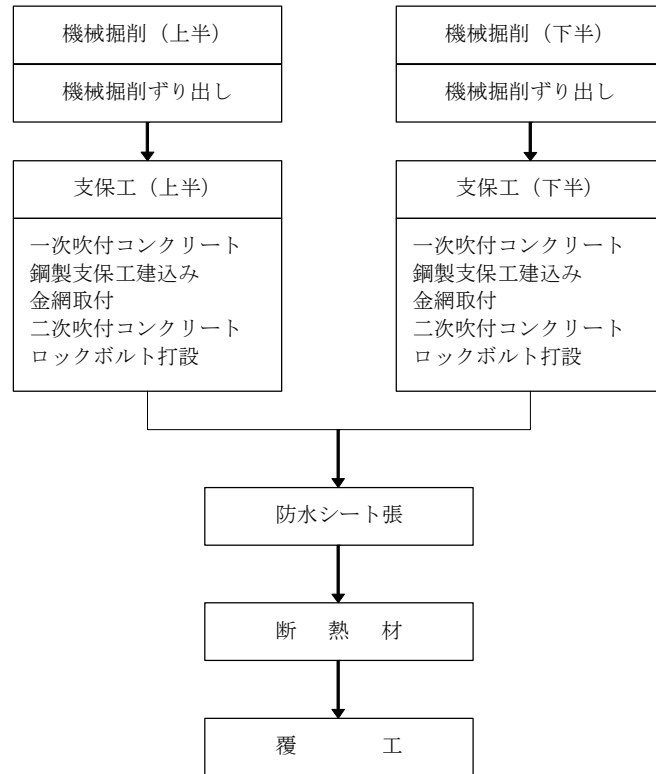 機械掘削（上半）
機械掘削ずり出し
支保工（上半）
一次吹付コンクリート
鋼製支保工建込み
金網取付
二次吹付コンクリート
ロックボルト打設
機械掘削（下半）
機械掘削ずり出し
支保工（下半）
一次吹付コンクリート
鋼製支保工建込み
金網取付
二次吹付コンクリート
ロックボルト打設
防水シート張
断　熱　材
覆　　　工